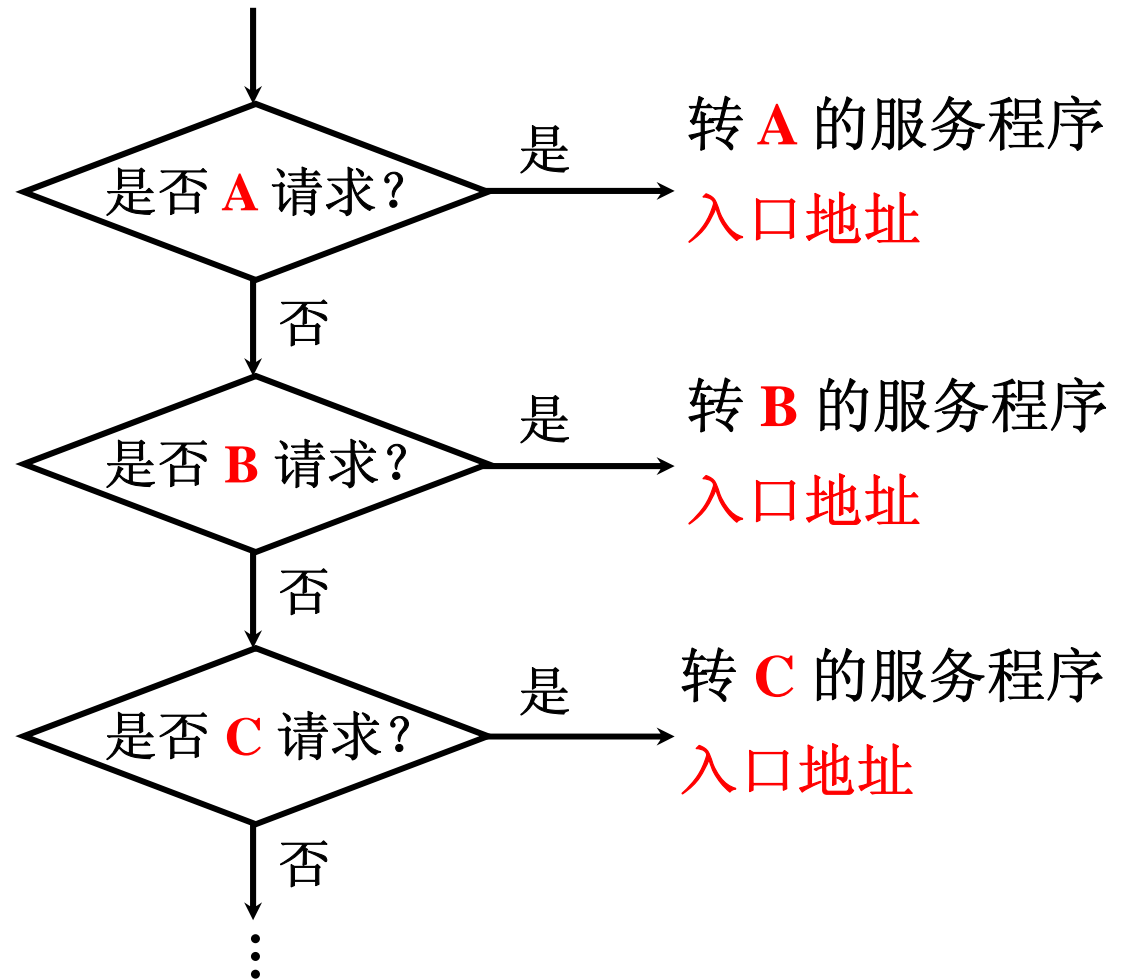 是否 A 请求?
是
转 A 的服务程序
入口地址
否
是否 B 请求?
是
转 B 的服务程序
入口地址
否
是否 C 请求?
是
转 C 的服务程序
入口地址
否
⋮